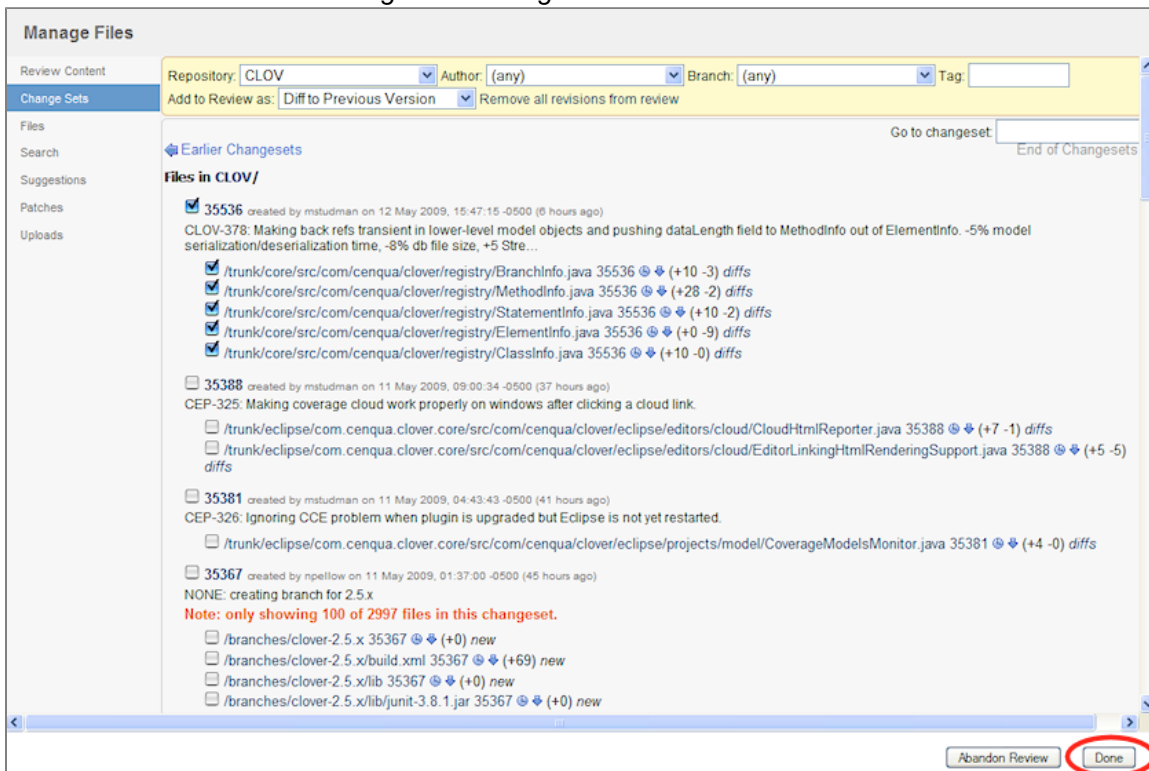 Manage Files
Review Content
Change Sets
Files
Search
Suggestions
Patches
Uploads
Repository: CLOV Author: (any) Branch: (any) Tag:
Add to Review as: Diff to Previous Version Remove all revisions from review
Go to changeset:
Earlier Changesets End of Changesets
Files in CLOV/
35536 created by mstudman on 12 May 2009, 15:47:15 -0500 (6 hours ago)
CLOV-378: Making back refs transient in lower-level model objects and pushing dataLength field to MethodInfo out of ElementInfo. -5% model
serialization/deserialization time, -8% db file size, +5 Stre...
/trunk/core/src/com/cenqua/clover/registry/BranchInfo.java 35536 (+10 -3) diffs
/trunk/core/src/com/cenqua/clover/registry/MethodInfo.java 35536 (+28 -2) diffs
/trunk/core/src/com/cenqua/clover/registry/StatementInfo.java 35536 (+10 -2) diffs
/trunk/core/src/com/cenqua/clover/registry/ElementInfo.java 35536 (+0 -9) diffs
/trunk/core/src/com/cenqua/clover/registry/ClassInfo.java 35536 (+10 -0) diffs
35388 created by mstudman on 11 May 2009, 09:00:34 -0500 (37 hours ago)
CEP-325: Making coverage cloud work properly on windows after clicking a cloud link.
/trunk/eclipse/com.cenqua.clover.core/src/com/cenqua/clover/eclipse/editors/cloud/CloudHtmlReporter.java 35388 (+7 -1) diffs
/trunk/eclipse/com.cenqua.clover.core/src/com/cenqua/clover/eclipse/editors/cloud/EditorLinkingHtmlRenderingSupport.java 35388 (+5 -5)
diffs
35381 created by mstudman on 11 May 2009, 04:43:43 -0500 (41 hours ago)
CEP-326: Ignoring CCE problem when plugin is upgraded but Eclipse is not yet restarted.
/trunk/eclipse/com.cenqua.clover.core/src/com/cenqua/clover/eclipse/projects/model/CoverageModelsMonitor.java 35381 (+4 -0) diffs
35367 created by npellow on 11 May 2009, 01:37:00 -0500 (45 hours ago)
NONE: creating branch for 2.5.x
Note: only showing 100 of 2997 files in this changeset.
/branches/clover-2.5.x 35367 (+0) new
/branches/clover-2.5.x/build.xml 35367 (+69) new
/branches/clover-2.5.x/lib 35367 (+0) new
/branches/clover-2.5.x/lib/junit-3.8.1.jar 35367 (+0) new
Abandon Review Done